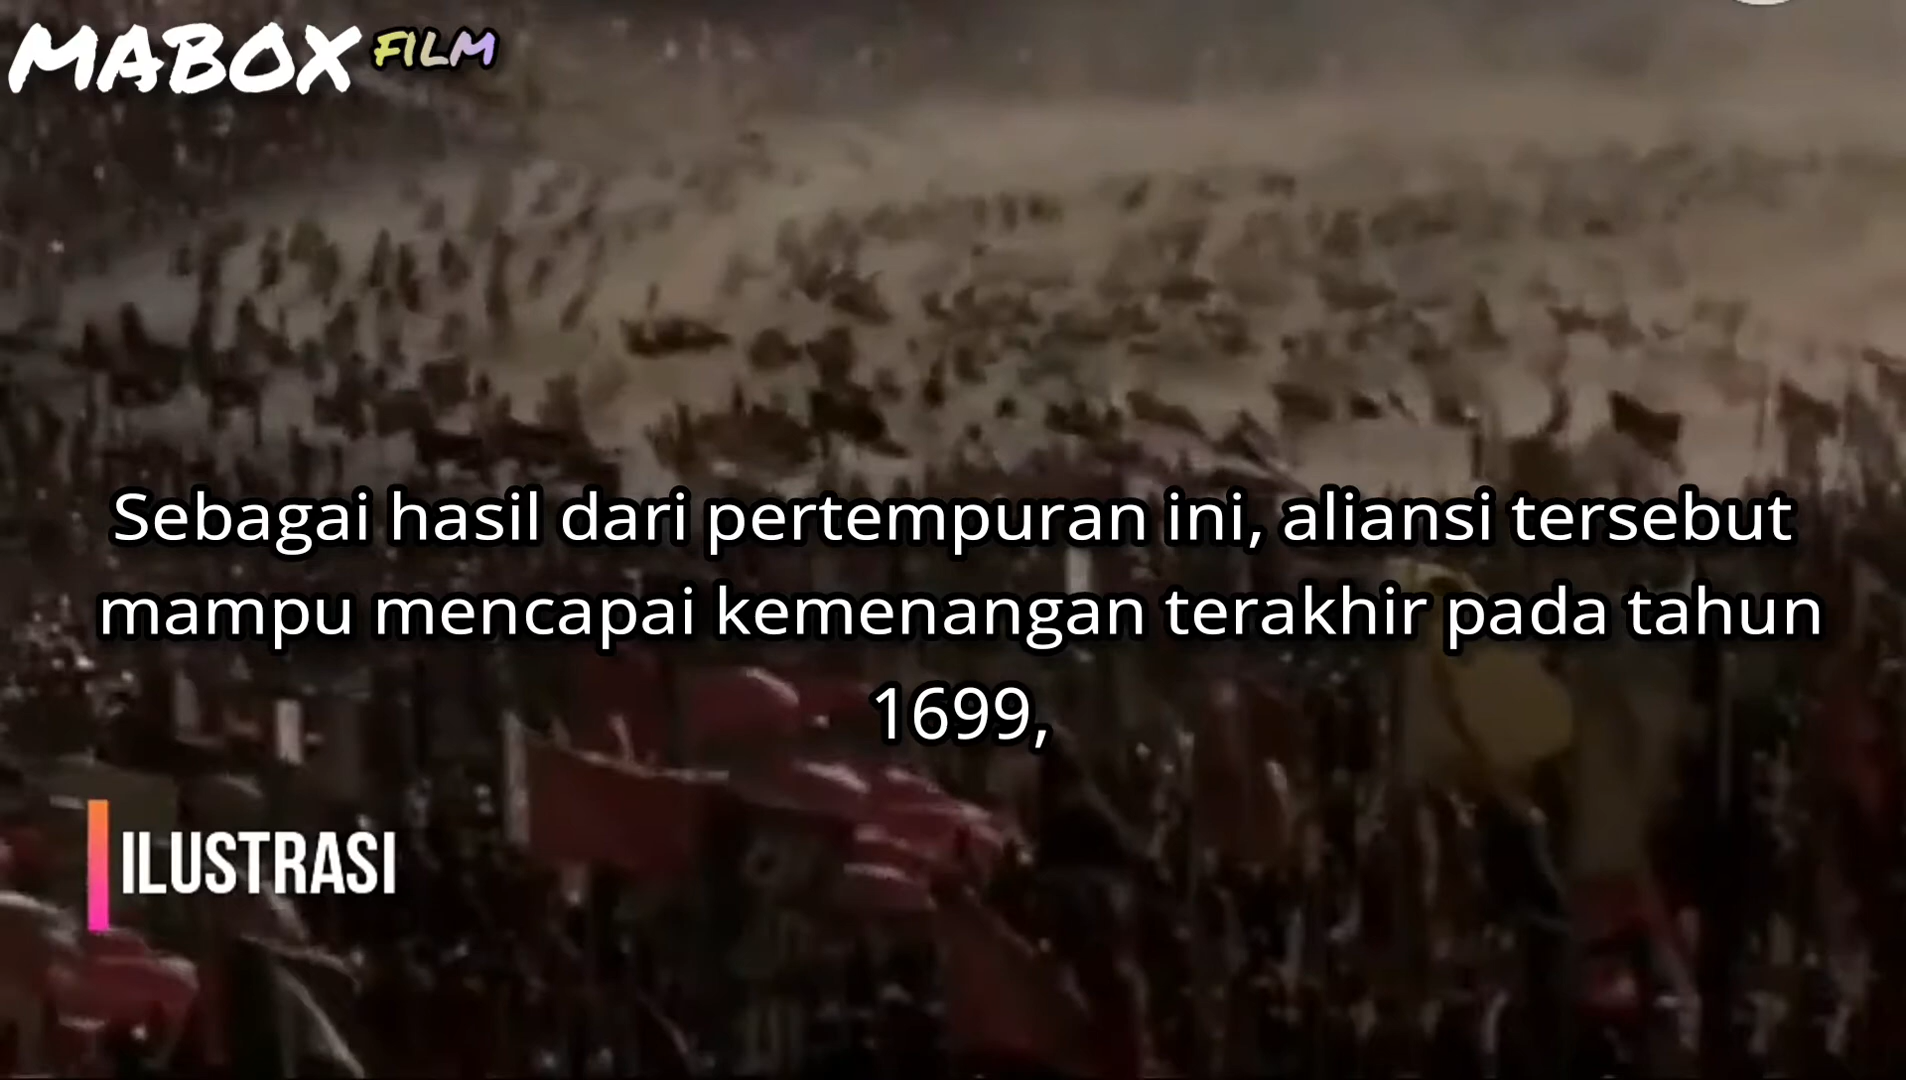 MABOX FILM
Sebagai hasil dari pertempuran ini, aliansi tersebut
mampu mencapai kemenangan terakhir pada tahun
1699,
ILUSTRASI